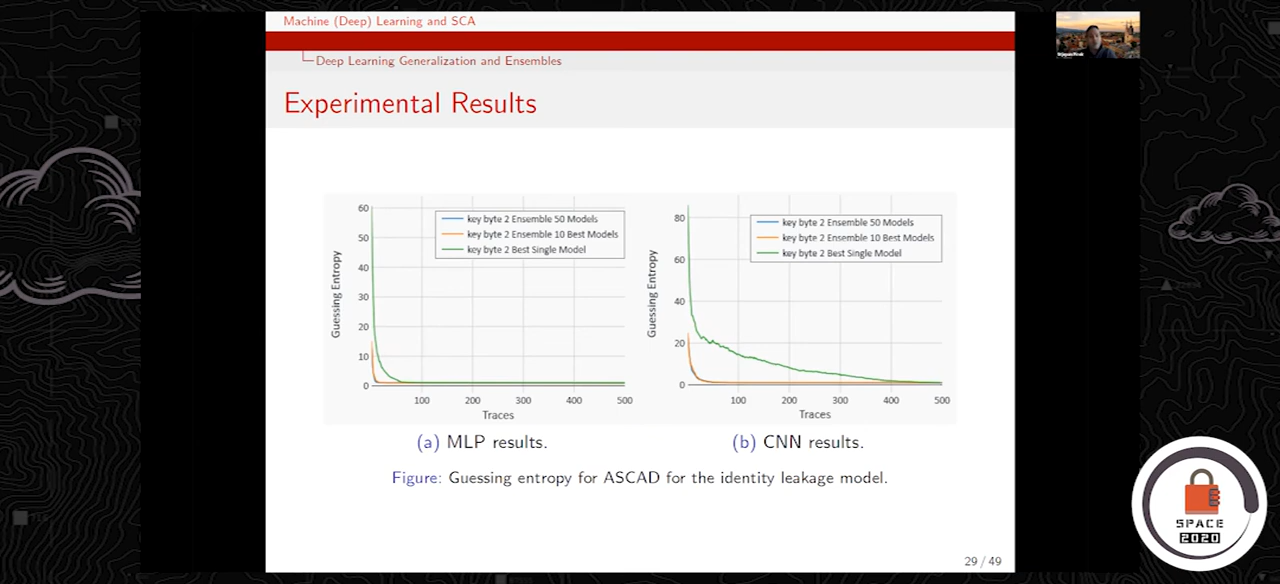 Machine (Deep) Learning and SCA
Deep Learning Generalization and Ensembles
Experimental Results
60
50
40
30
20
10
0
Guessing Entropy
key byte 2 Ensemble 50 Models
key byte 2 Ensemble 10 Best Models
key byte 2 Best Single Model
100 200 300 400 500
Traces
80
60
40
20
0
Guessing Entropy
key byte 2 Ensemble 50 Models
key byte 2 Ensemble 10 Best Models
key byte 2 Best Single Model
100 200 300 400 500
Traces
(a) MLP results.
(b) CNN results.
Figure: Guessing entropy for ASCAD for the identity leakage model.
29 / 49
SPACE
2020